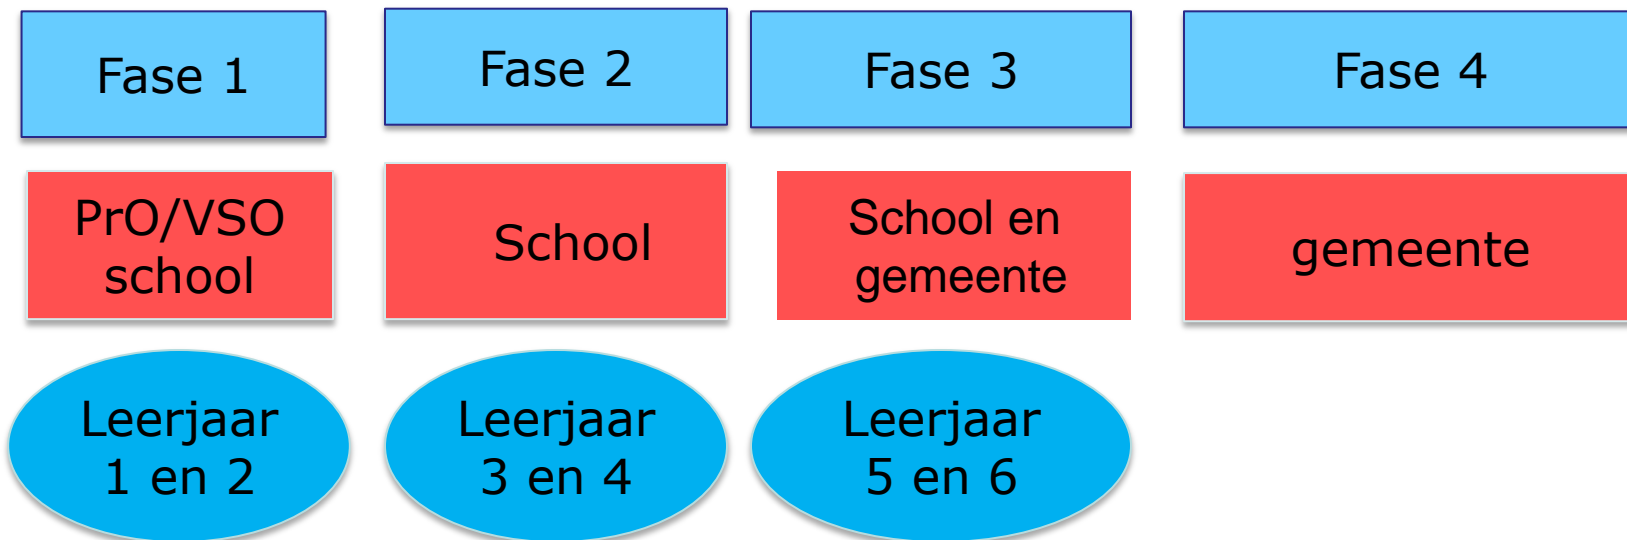 Fase 1
Fase 2
Fase 3
Fase 4
PrO/VSO
school
School
School en
gemeente
gemeente
Leerjaar
1 en 2
Leerjaar
3 en 4
Leerjaar
5 en 6